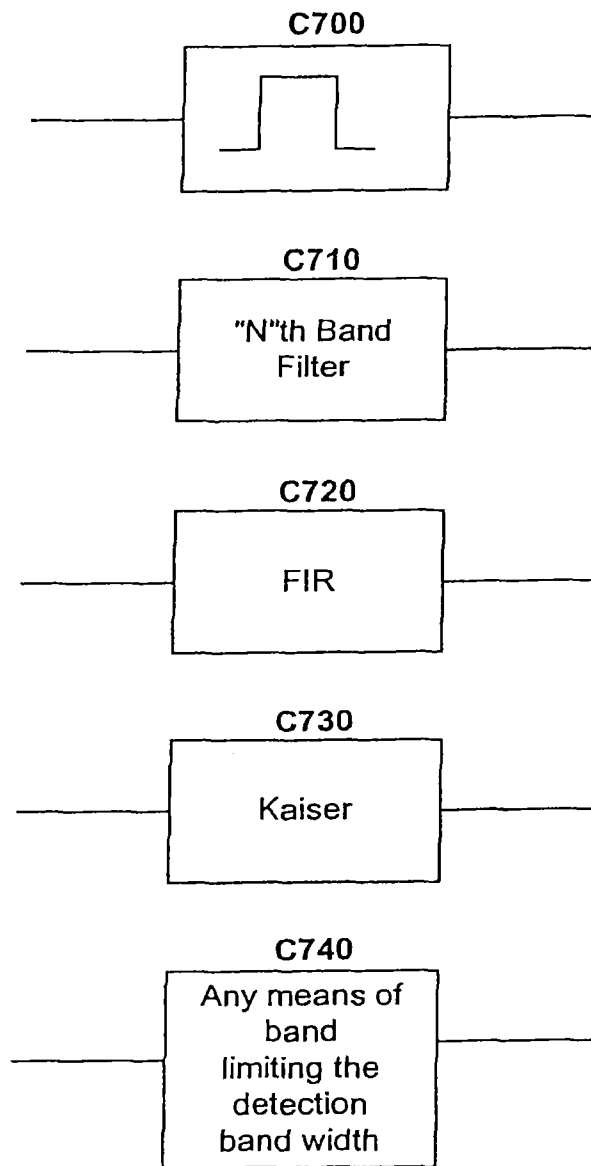 C700
C710
"N"th Band
Filter
C720
FIR
C730
Kaiser
C740
Any means of
band
limiting the
detection
band width